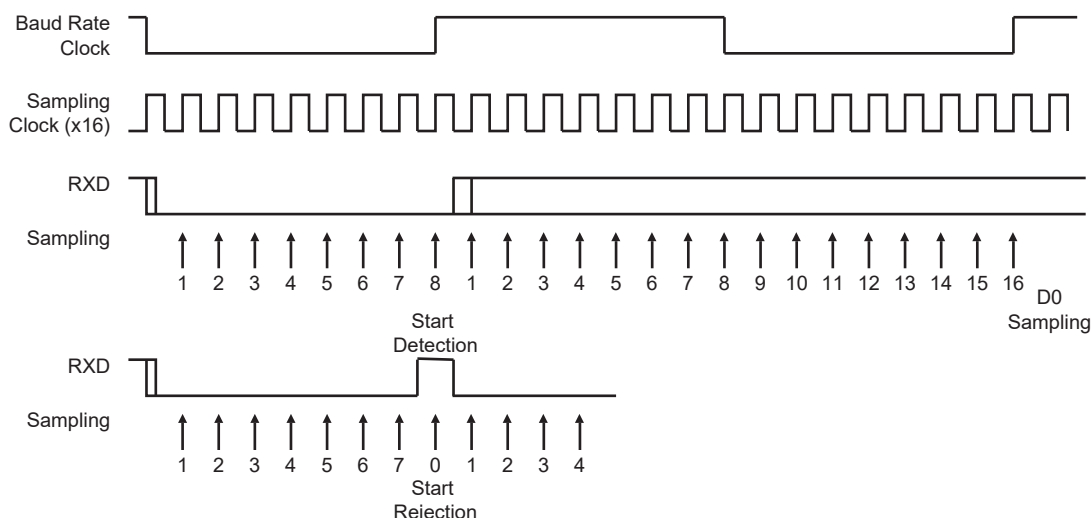 Baud Rate
Clock
Sampling
Clock (x16)
RXD
Sampling
1 2 3 4 5 6 7 8 1 2 3 4 5 6 7 8 9 10 11 12 13 14 15 16
D0
Sampling
Start
Detection
RXD
Sampling
1 2 3 4 5 6 7 0 1 2 3 4
Start
Rejection